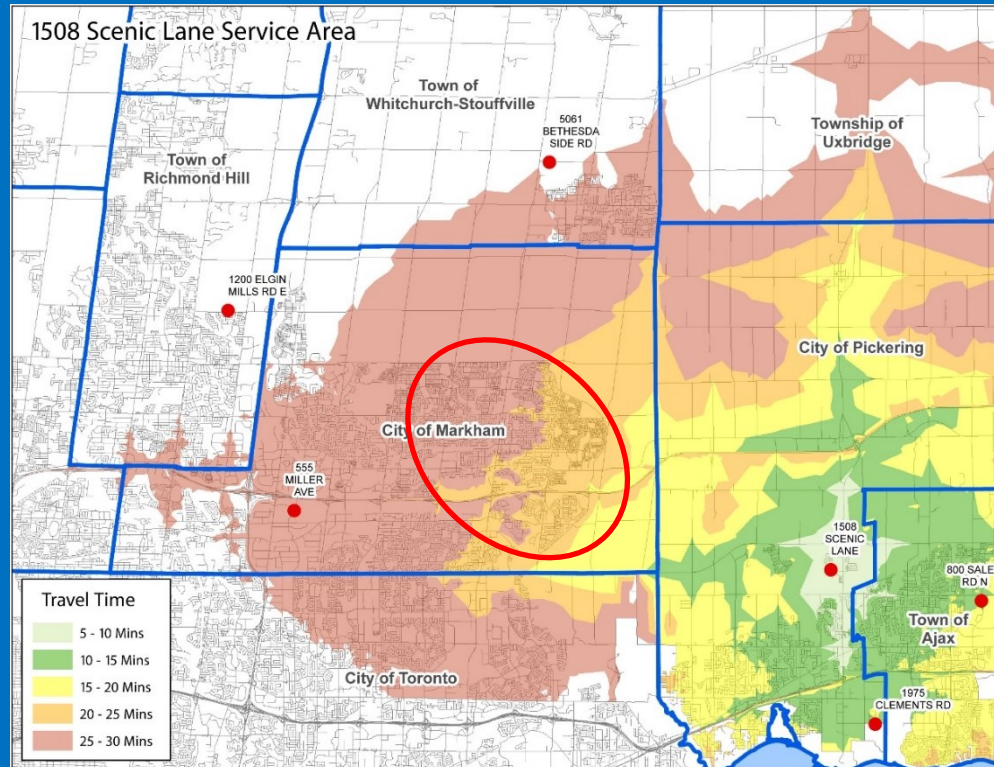 1508 Scenic Lane Service Area
Town of
Whitchurch-Stouffville
5061
BETHESDA
SIDE RD
Township of
Uxbridge
Town of
Richmond Hill
1200 ELGIN
MILLS RD E
City of Pickering
City of Markham
555
MILLER
AVE
1508
SCENIC
LANE
800 SALE
RD N
Town of
Ajax
City of Toronto
1975
CLEMENTS RD
Travel Time
5 - 10 Mins
10 - 15 Mins
15 - 20 Mins
20 - 25 Mins
25 - 30 Mins